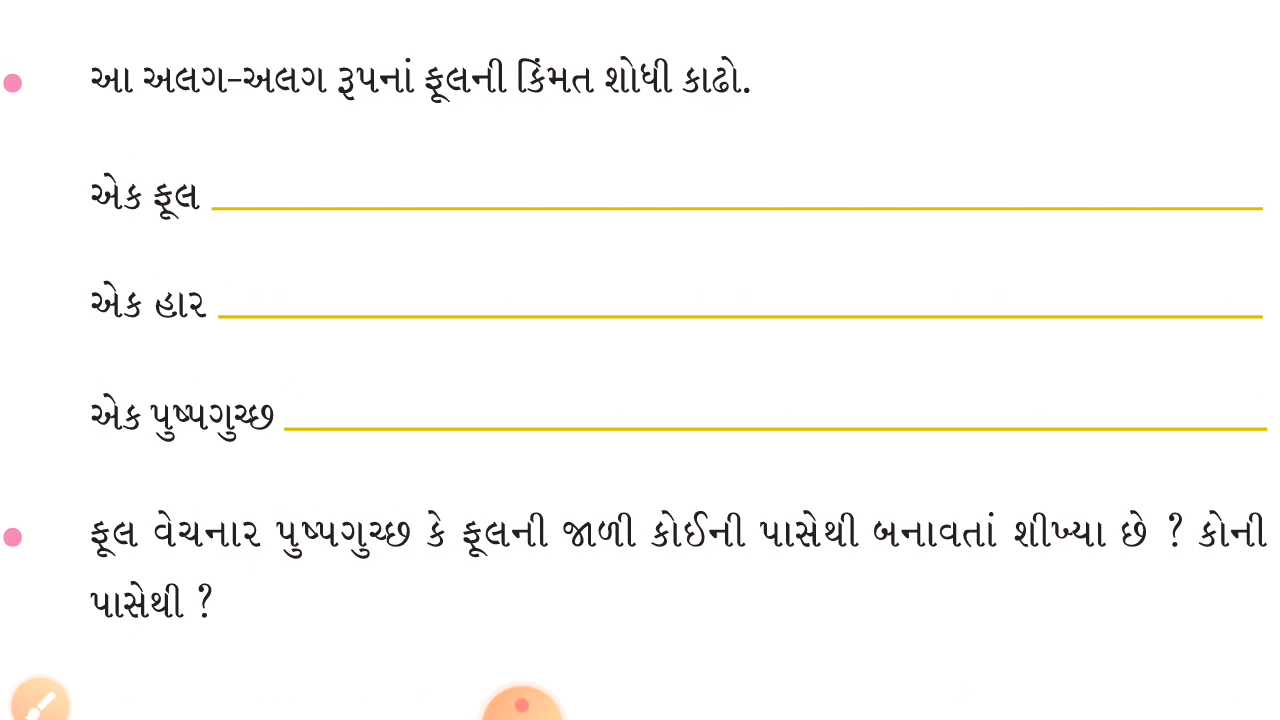 આ અલગ-અલગ રૂપનાં ફૂલની કિંમત શોધી કાઢો.
એક ફૂલ
એક હાર
એક પુષ્પગુચ્છ
ફૂલ વેચનાર પુષ્પગુચ્છ કે ફૂલની જાળી કોઈની પાસેથી બનાવતાં શીખ્યા છે ? કોની
પાસેથી ?